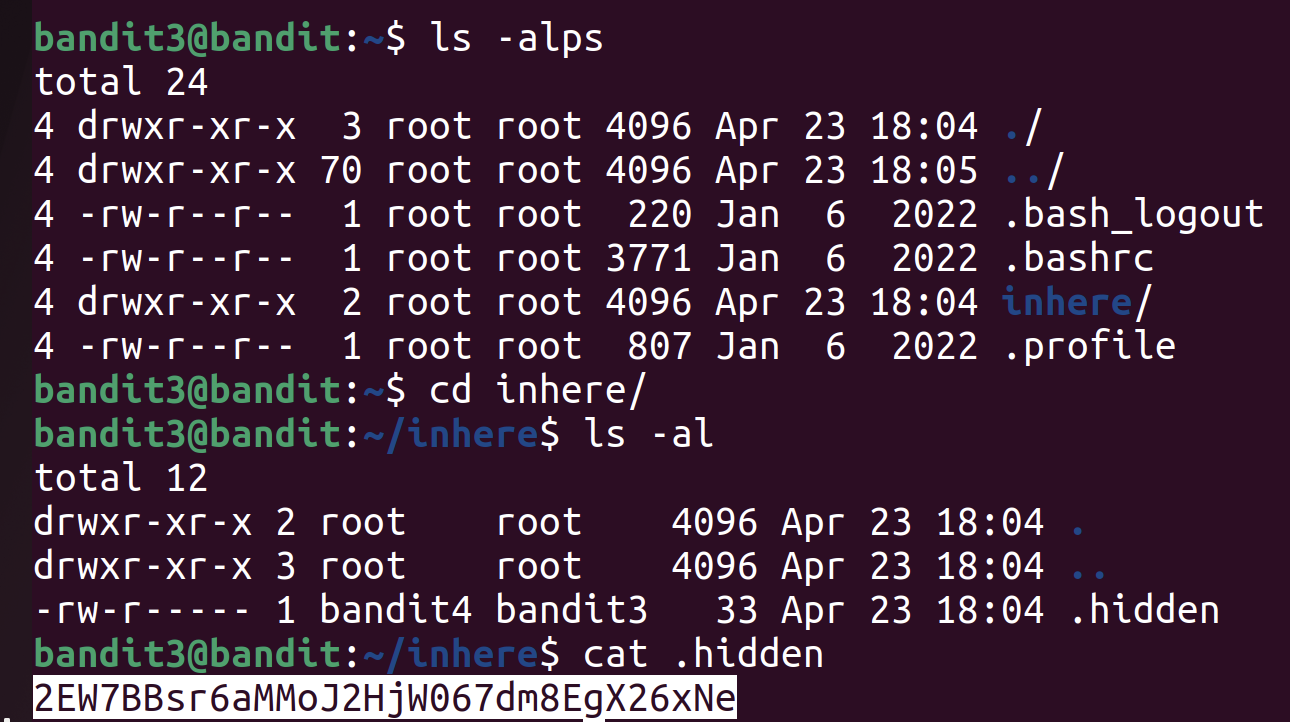 bandit3@bandit:~$ ls -alps
total 24
4 drwxr-xr-x  3 root root 4096 Apr 23 18:04 ./
4 drwxr-xr-x 70 root root 4096 Apr 23 18:05 ../
4 -rw-r--r--  1 root root  220 Jan  6  2022 .bash_logout
4 -rw-r--r--  1 root root 3771 Jan  6  2022 .bashrc
4 drwxr-xr-x  2 root root 4096 Apr 23 18:04 inhere/
4 -rw-r--r--  1 root root  807 Jan  6  2022 .profile
bandit3@bandit:~$ cd inhere/
bandit3@bandit:~/inhere$ ls -al
total 12
drwxr-xr-x 2 root    root    4096 Apr 23 18:04 .
drwxr-xr-x 3 root    root    4096 Apr 23 18:04 ..
-rw-r----- 1 bandit4 bandit3   33 Apr 23 18:04 .hidden
bandit3@bandit:~/inhere$ cat .hidden
2EW7BBsr6aMMoJ2HjW067dm8EgX26xNe